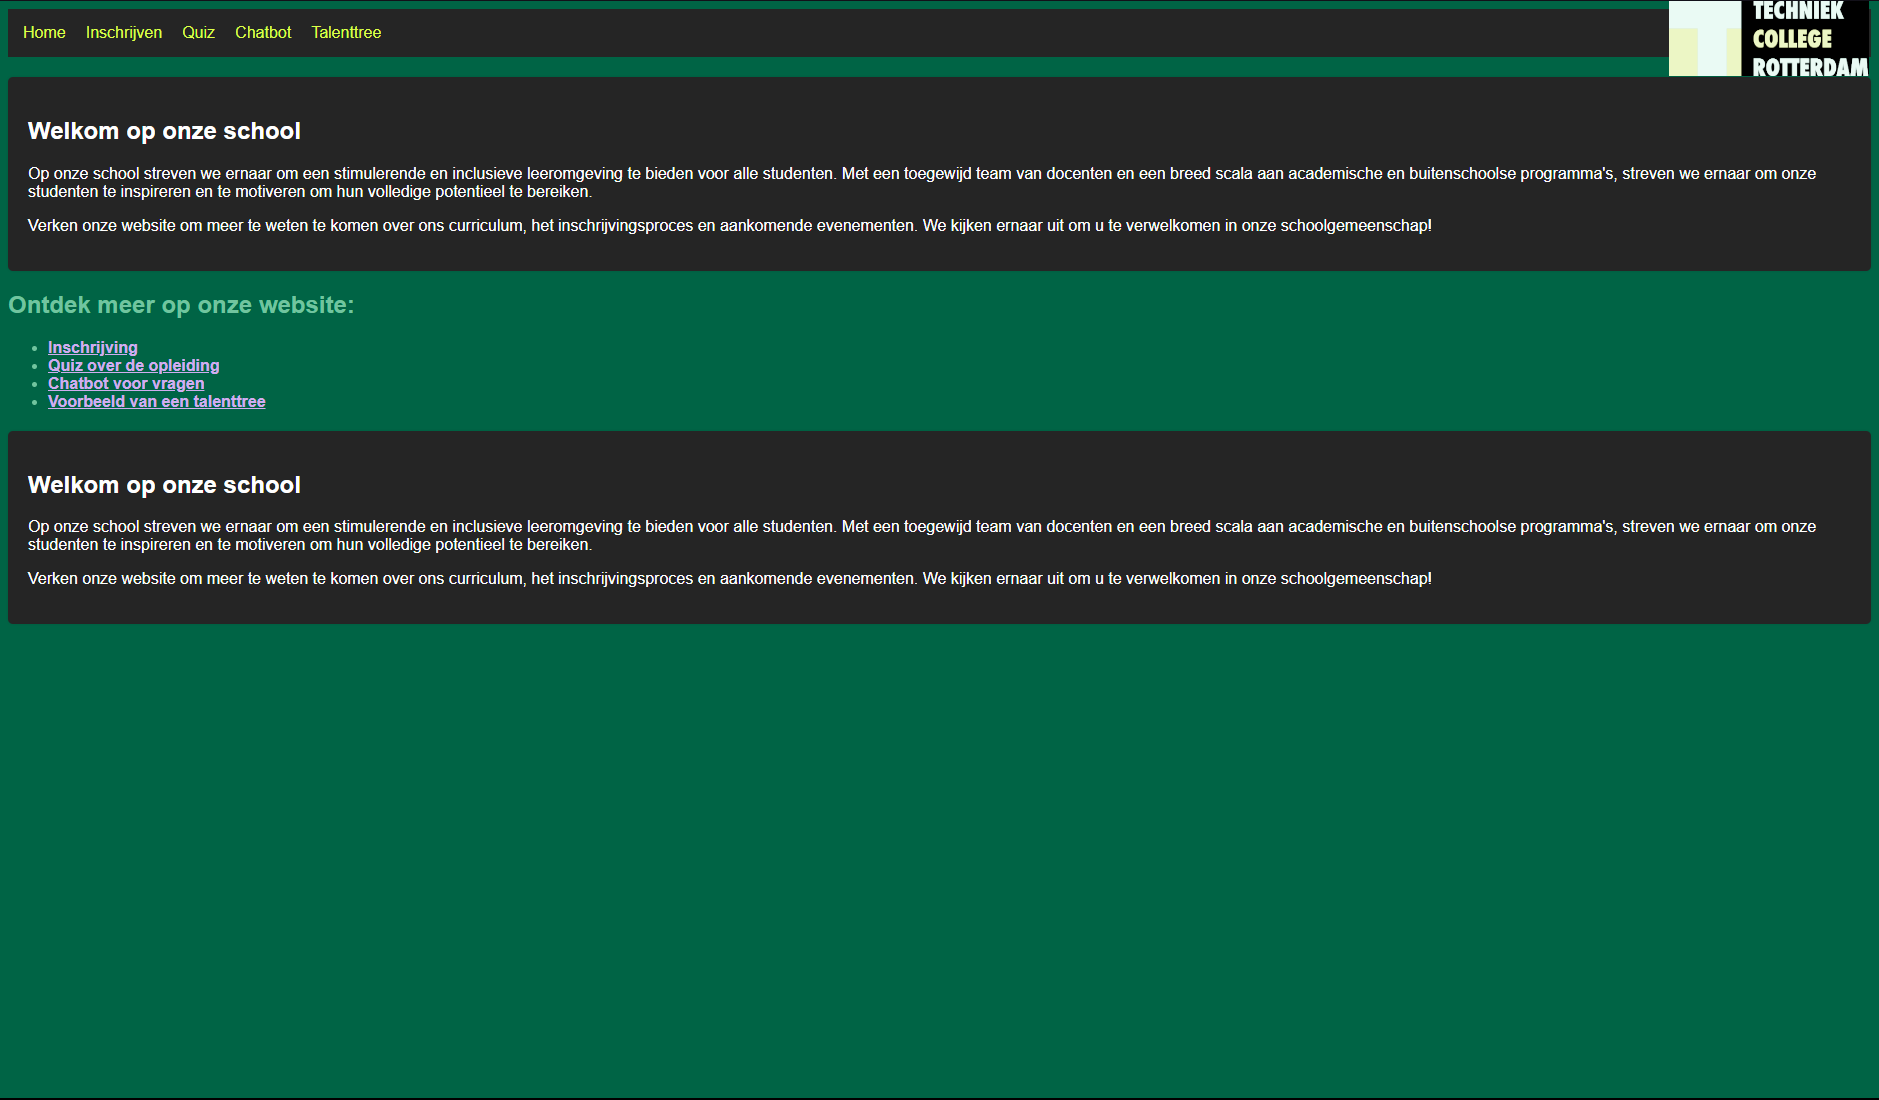 Home Inschrijven Quiz Chatbot Talenttree
TECHNIEK
COLLEGE
ROTTERDAM
Welkom op onze school
Op onze school streven we ernaar om een stimulerende en inclusieve leeromgeving te bieden voor alle studenten. Met een toegewijd team van docenten en een breed scala aan academische en buitenschoolse programma's, streven we ernaar om onze
studenten te inspireren en te motiveren om hun volledige potentieel te bereiken.
Verken onze website om meer te weten te komen over ons curriculum, het inschrijvingsproces en aankomende evenementen. We kijken ernaar uit om u te verwelkomen in onze schoolgemeenschap!
Ontdek meer op onze website:
Inschrijving
Quiz over de opleiding
Chatbot voor vragen
Voorbeeld van een talenttree
Welkom op onze school
Op onze school streven we ernaar om een stimulerende en inclusieve leeromgeving te bieden voor alle studenten. Met een toegewijd team van docenten en een breed scala aan academische en buitenschoolse programma's, streven we ernaar om onze
studenten te inspireren en te motiveren om hun volledige potentieel te bereiken.
Verken onze website om meer te weten te komen over ons curriculum, het inschrijvingsproces en aankomende evenementen. We kijken ernaar uit om u te verwelkomen in onze schoolgemeenschap!